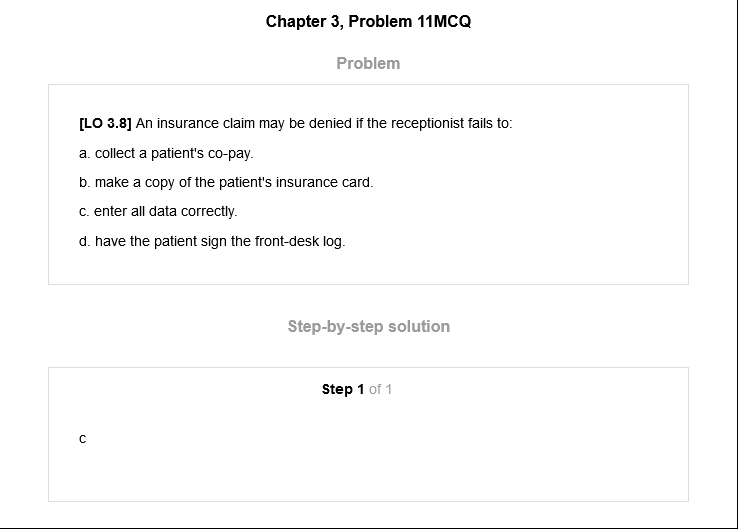 Chapter 3, Problem 11MCQ
Problem
[LO 3.8] An insurance claim may be denied if the receptionist fails to:
a. collect a patient's co-pay.
b. make a copy of the patient's insurance card.
c. enter all data correctly.
d. have the patient sign the front-desk log.
Step-by-step solution
Step 1 of 1
c